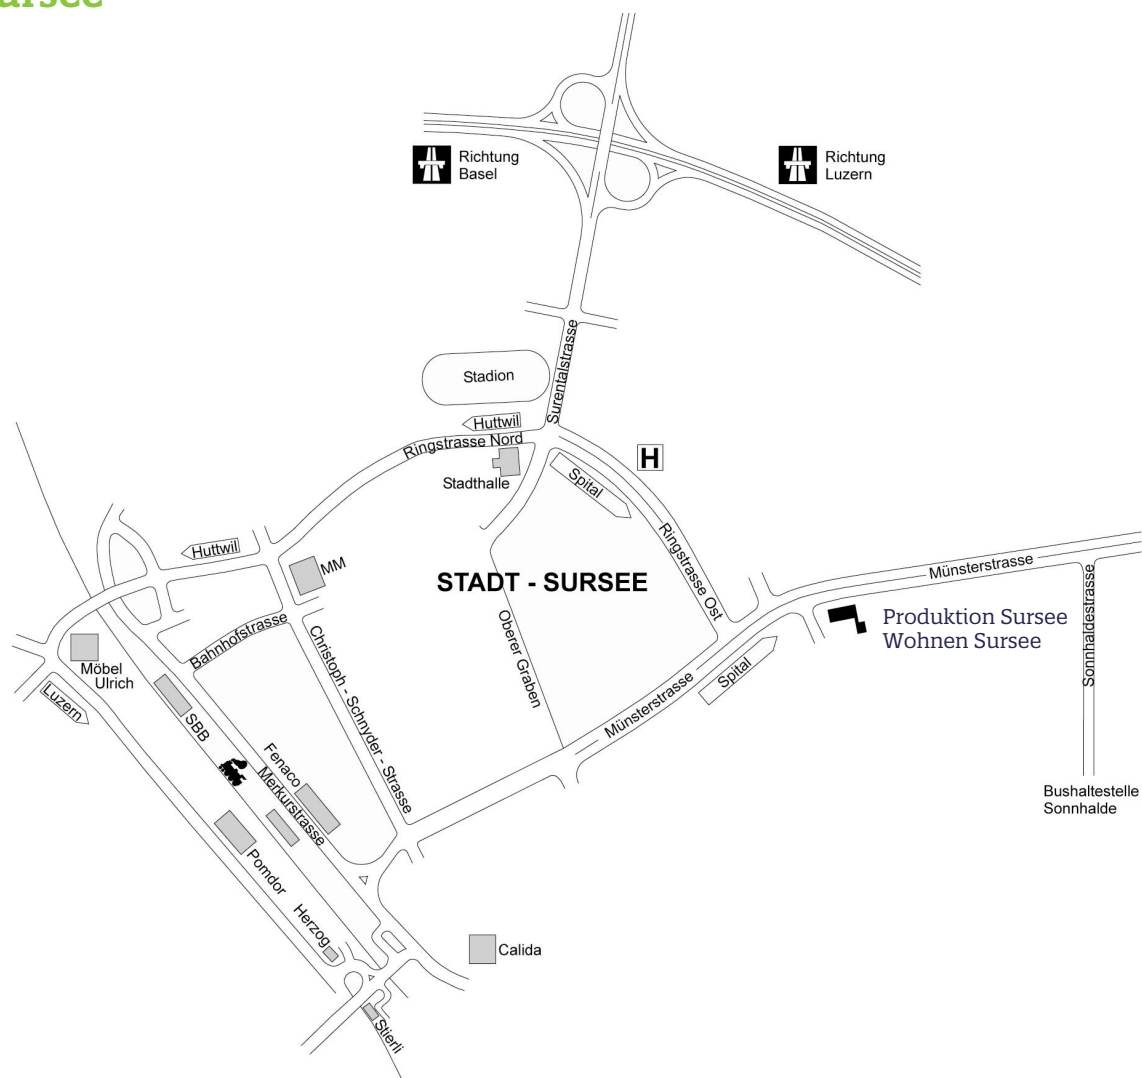 ursee
Richtung
Basel
Richtung
Luzern
Surentalstrasse
Stadion
Huttwil
Ringstrasse Nord
Stadthalle
H
Spital
Ringstrasse Ost
Huttwil
MM
STADT - SURSEE
Münsterstrasse
Produktion Sursee
Wohnen Sursee
Sonnhaldestrasse
Bahnhofstrasse
Christoph - Schnyder - Strasse
Oberer Graben
Möbel
Ulrich
Luzern
SBB
Spital
Münsterstrasse
Fenaco
Merkurstrasse
Bushaltestelle
Sonnhalde
Pomdor
Herzog
Calida
Stierli